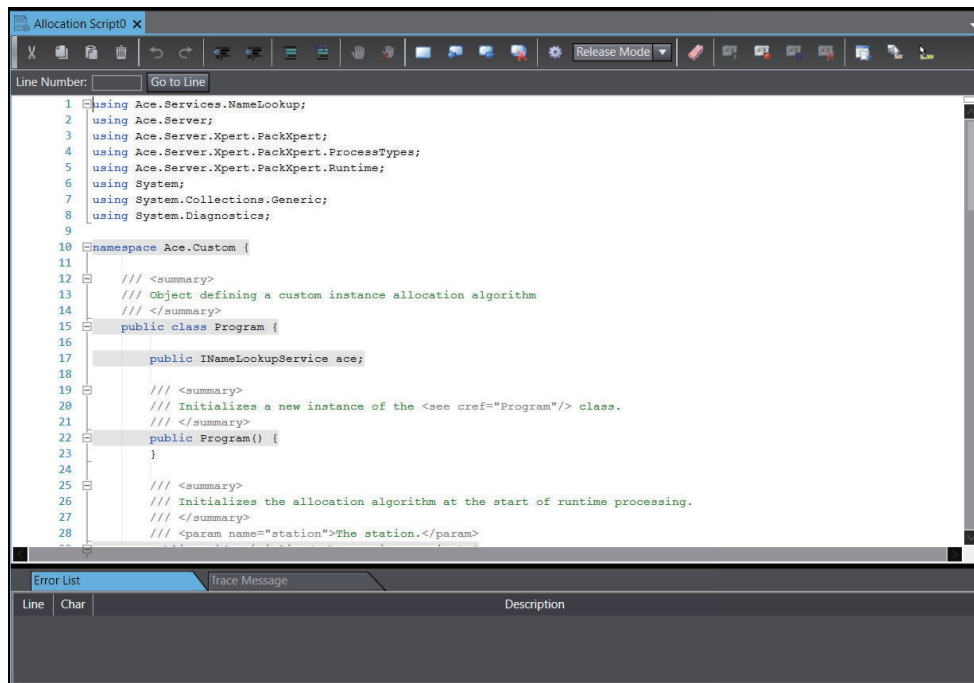 Allocation Script0
Release Mode
Line Number: Go to Line
1 using Ace.Services.NameLookup;
2 using Ace.Server;
3 using Ace.Server.Xpert.PackXpert;
4 using Ace.Server.Xpert.PackXpert.ProcessTypes;
5 using Ace.Server.Xpert.PackXpert.Runtime;
6 using System;
7 using System.Collections.Generic;
8 using System.Diagnostics;
9
10 namespace Ace.Custom {
11
12 /// <summary>
13 /// Object defining a custom instance allocation algorithm
14 /// </summary>
15 public class Program {
16
17 public INameLookupService ace;
18
19 /// <summary>
20 /// Initializes a new instance of the <see cref="Program"/> class.
21 /// </summary>
22 public Program() {
23 }
24
25 /// <summary>
26 /// Initializes the allocation algorithm at the start of runtime processing.
27 /// </summary>
28 /// <param name="station">The station.</param>
Error List Trace Message
Line Char Description